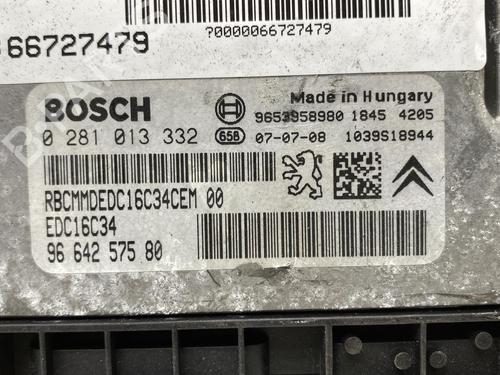 66727479
?0000066727479
BOSCH
Made in Hungary
9653958980 1845 4205
0 281 013 332 658 07-07-08 1039S18944
RBCMMDEDC16C34CEM 00
EDC16C34
96 642 575 80